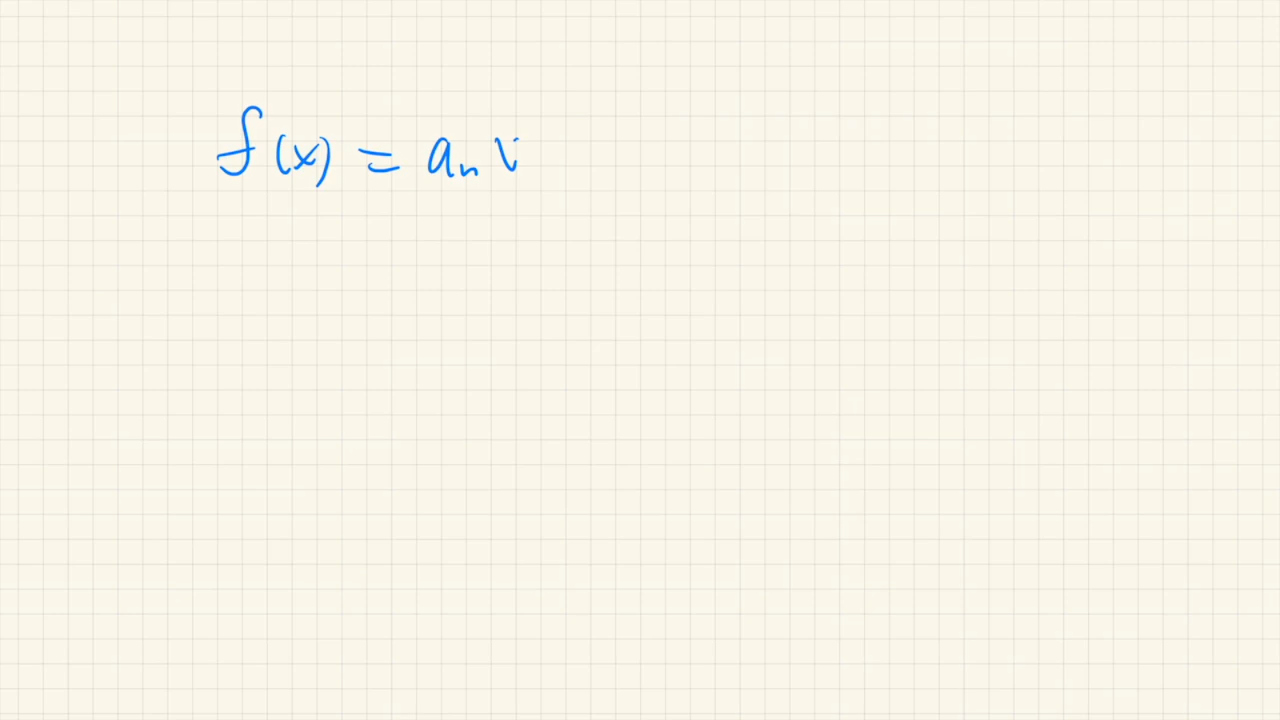 f(x) = aₙ